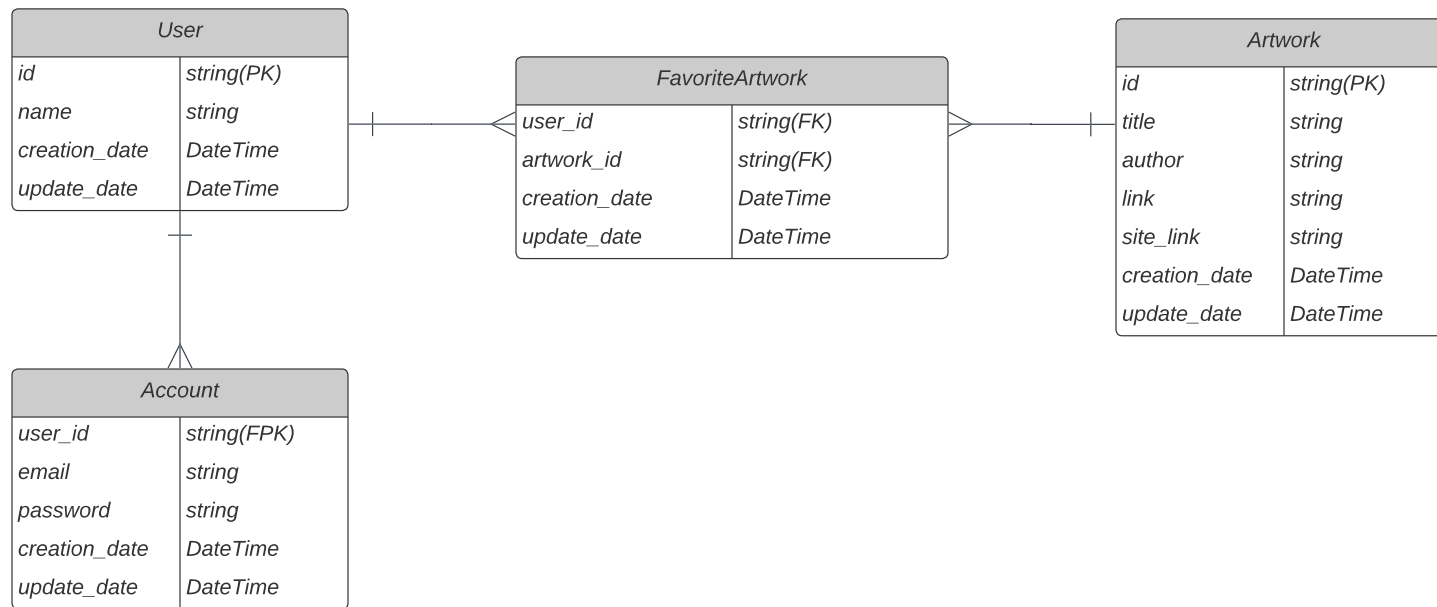 User
id string(PK)
name string
creation_date DateTime
update_date DateTime
FavoriteArtwork
user_id string(FK)
artwork_id string(FK)
creation_date DateTime
update_date DateTime
Artwork
id string(PK)
title string
author string
link string
site_link string
creation_date DateTime
update_date DateTime
Account
user_id string(FPK)
email string
password string
creation_date DateTime
update_date DateTime